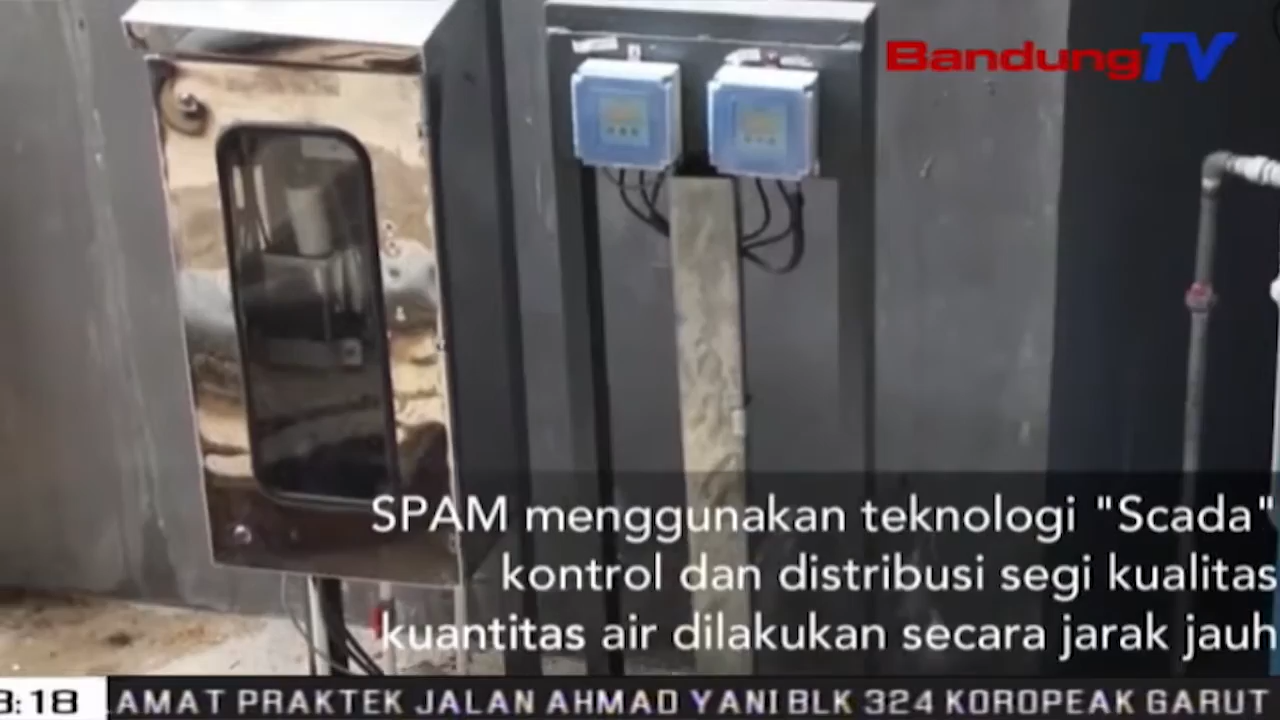 BandungTV
SPAM menggunakan teknologi "Scada"
kontrol dan distribusi segi kualitas
kuantitas air dilakukan secara jarak jauh
3:18
AMAT PRAKTEK JALAN AHMAD YANI BLK 324 KOROPEAK GARUT